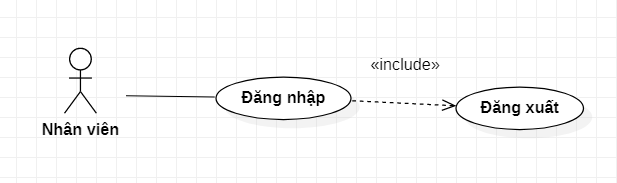 «include»
Đăng nhập
Đăng xuất
Nhân viên